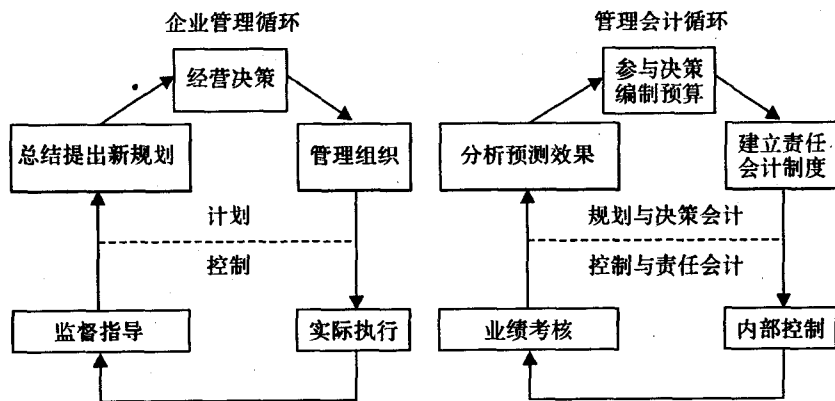 企业管理循环
管理会计循环
经营决策
参与决策
编制预算
总结提出新规划
管理组织
分析预测效果
建立责任
会计制度
计划
规划与决策会计
控制
控制与责任会计
监督指导
实际执行
业绩考核
内部控制